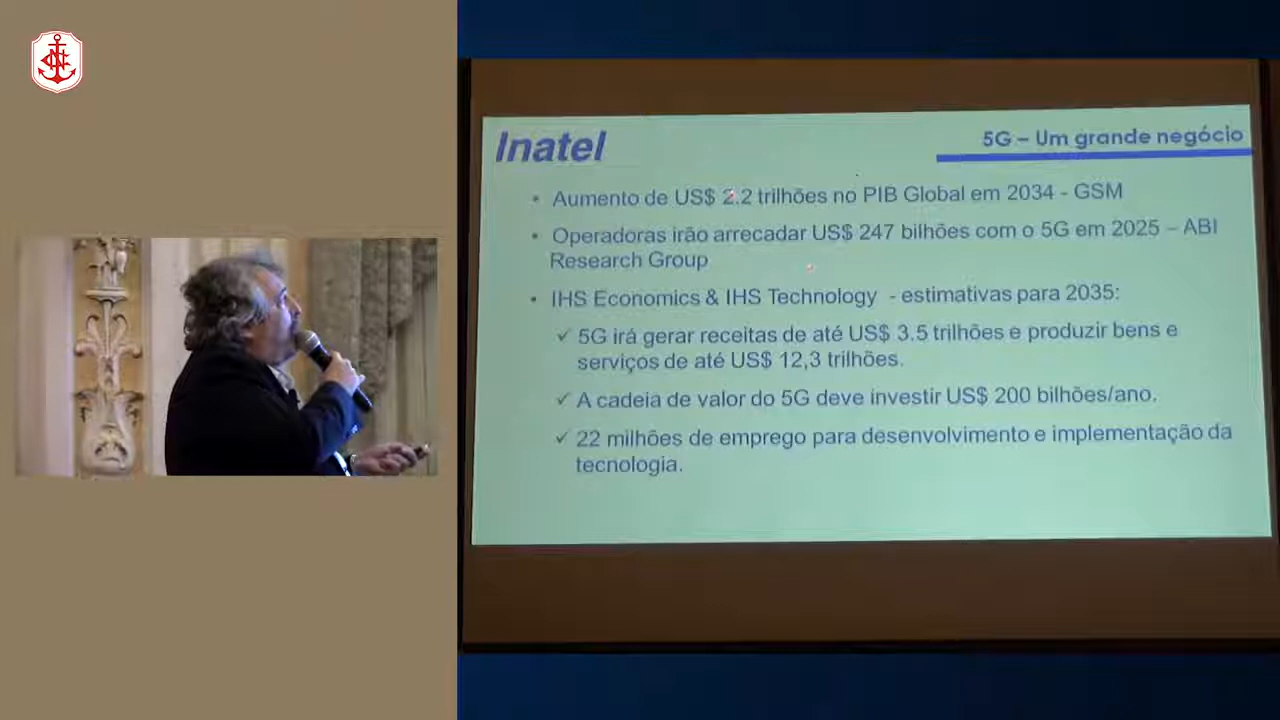 Inatel
5G – Um grande negócio
• Aumento de US$ 2.2 trilhões no PIB Global em 2034 - GSM
• Operadoras irão arrecadar US$ 247 bilhões com o 5G em 2025 – ABI
Research Group
• IHS Economics & IHS Technology - estimativas para 2035:
✓ 5G irá gerar receitas de até US$ 3.5 trilhões e produzir bens e
serviços de até US$ 12,3 trilhões.
✓ A cadeia de valor do 5G deve investir US$ 200 bilhões/ano.
✓ 22 milhões de emprego para desenvolvimento e implementação da
tecnologia.